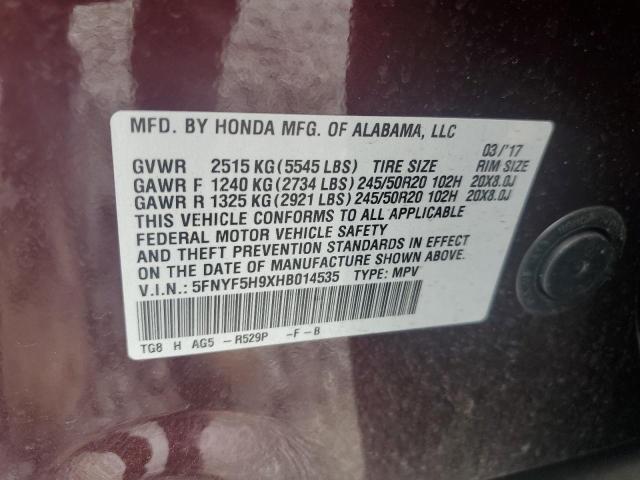 MFD. BY HONDA MFG. OF ALABAMA, LLC
03/'17
GVWR 2515 KG (5545 LBS) TIRE SIZE RIM SIZE
GAWR F 1240 KG (2734 LBS) 245/50R20 102H 20X8.0J
GAWR R 1325 KG (2921 LBS) 245/50R20 102H 20X8.0J
THIS VEHICLE CONFORMS TO ALL APPLICABLE
FEDERAL MOTOR VEHICLE SAFETY
AND THEFT PREVENTION STANDARDS IN EFFECT
ON THE DATE OF MANUFACTURE SHOWN ABOVE.
V.I.N.: 5FNYF5H9XHB014535 TYPE: MPV
TG8 H AG5 - R529P -F-B